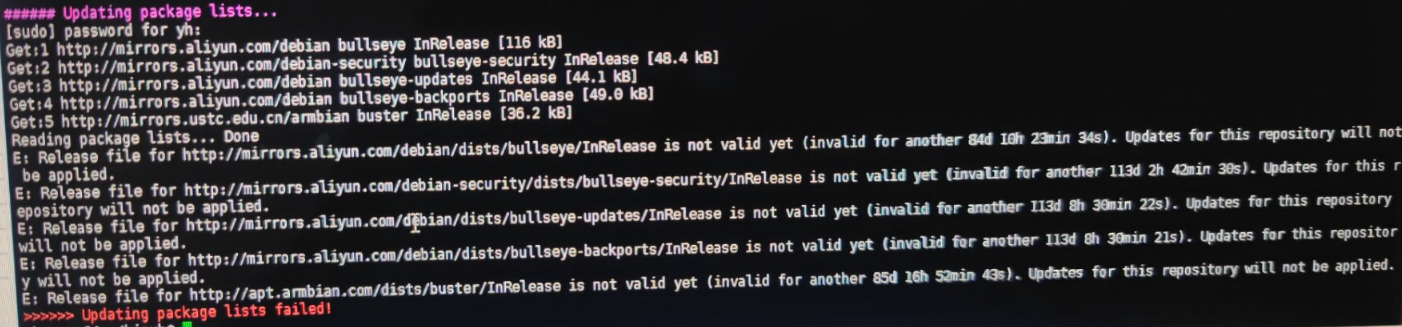 ###### Updating package lists...
[sudo] password for yh:
Get:1 http://mirrors.aliyun.com/debian bullseye InRelease [116 kB]
Get:2 http://mirrors.aliyun.com/debian-security bullseye-security InRelease [48.4 kB]
Get:3 http://mirrors.aliyun.com/debian bullseye-updates InRelease [44.1 kB]
Get:4 http://mirrors.aliyun.com/debian bullseye-backports InRelease [49.0 kB]
Get:5 http://mirrors.ustc.edu.cn/armbian buster InRelease [36.2 kB]
Reading package lists... Done
E: Release file for http://mirrors.aliyun.com/debian/dists/bullseye/InRelease is not valid yet (invalid for another 84d 10h 23min 34s). Updates for this repository will not
be applied.
E: Release file for http://mirrors.aliyun.com/debian-security/dists/bullseye-security/InRelease is not valid yet (invalid for another 113d 2h 42min 30s). Updates for this r
epository will not be applied.
E: Release file for http://mirrors.aliyun.com/debian/dists/bullseye-updates/InRelease is not valid yet (invalid for another 113d 8h 30min 22s). Updates for this repository
will not be applied.
E: Release file for http://mirrors.aliyun.com/debian/dists/bullseye-backports/InRelease is not valid yet (invalid for another 113d 8h 30min 21s). Updates for this repositor
y will not be applied.
E: Release file for http://apt.armbian.com/dists/buster/InRelease is not valid yet (invalid for another 85d 16h 52min 43s). Updates for this repository will not be applied.
>>>>>> Updating package lists failed!